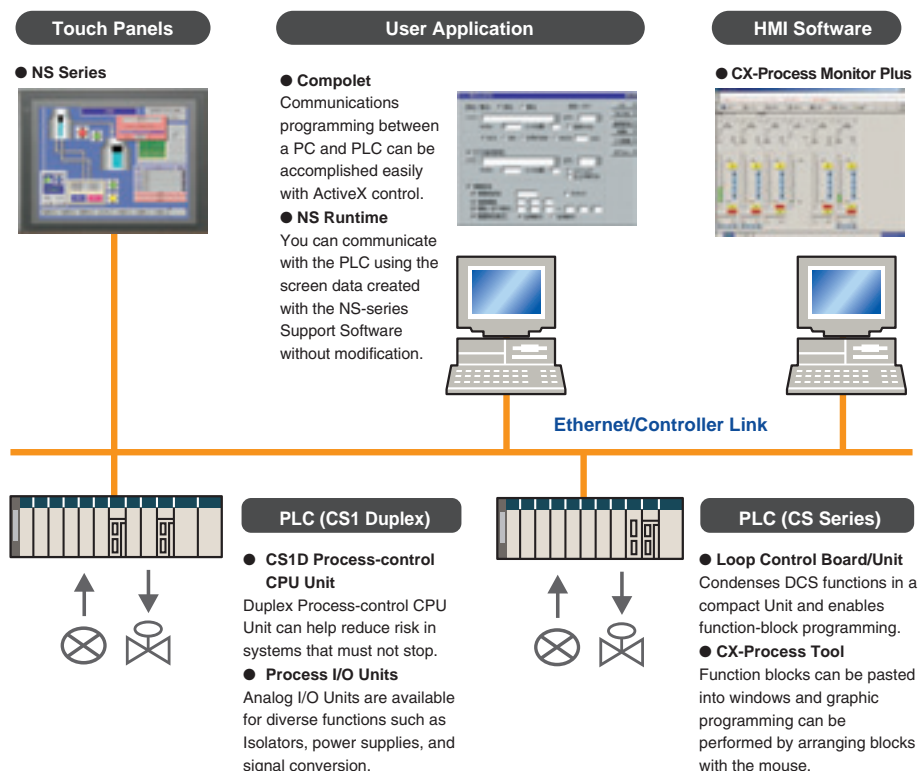 Touch Panels
User Application
HMI Software
● NS Series
● Compolet
Communications
programming between
a PC and PLC can be
accomplished easily
with ActiveX control.
● NS Runtime
You can communicate
with the PLC using the
screen data created
with the NS-series
Support Software
without modification.
● CX-Process Monitor Plus
Ethernet/Controller Link
PLC (CS1 Duplex)
● CS1D Process-control
CPU Unit
Duplex Process-control CPU
Unit can help reduce risk in
systems that must not stop.
● Process I/O Units
Analog I/O Units are available
for diverse functions such as
Isolators, power supplies, and
signal conversion.
PLC (CS Series)
● Loop Control Board/Unit
Condenses DCS functions in a
compact Unit and enables
function-block programming.
● CX-Process Tool
Function blocks can be pasted
into windows and graphic
programming can be
performed by arranging blocks
with the mouse.